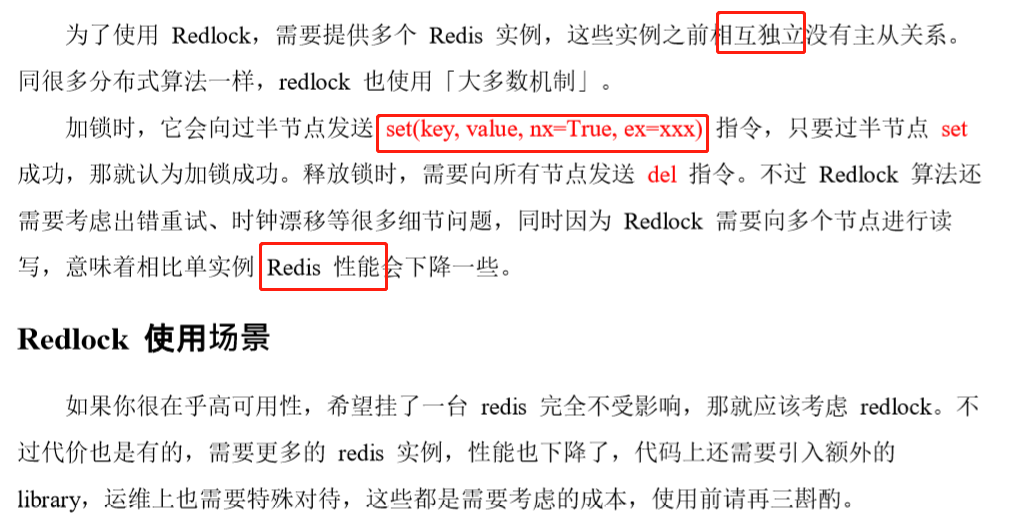 为了使用 Redlock，需要提供多个 Redis 实例，这些实例之前相互独立没有主从关系。
同很多分布式算法一样，redlock 也使用「大多数机制」。
加锁时，它会向过半节点发送 set(key, value, nx=True, ex=xxx) 指令，只要过半节点 set
成功，那就认为加锁成功。释放锁时，需要向所有节点发送 del 指令。不过 Redlock 算法还
需要考虑出错重试、时钟漂移等很多细节问题，同时因为 Redlock 需要向多个节点进行读
写，意味着相比单实例 Redis 性能会下降一些。
Redlock 使用场景
如果你很在乎高可用性，希望挂了一台 redis 完全不受影响，那就应该考虑 redlock。不
过代价也是有的，需要更多的 redis 实例，性能也下降了，代码上还需要引入额外的
library，运维上也需要特殊对待，这些都是需要考虑的成本，使用前请再三斟酌。